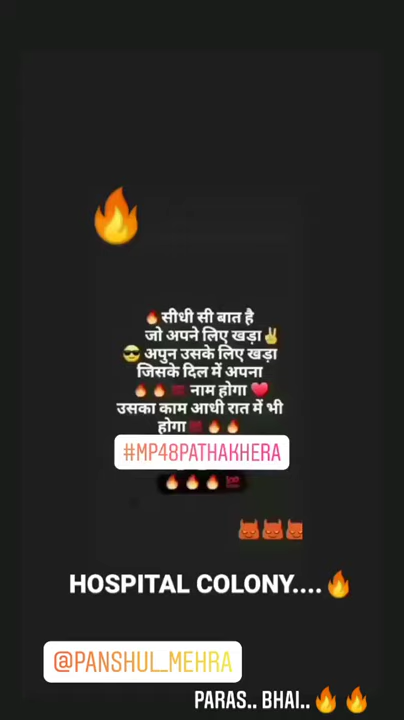 🔥सीधी सी बात है
जो अपने लिए खड़ा✌
😎 अपुन उसके लिए खड़ा
जिसके दिल में अपना
🔥🔥💯 नाम होगा ❤
उसका काम आधी रात में भी
होगा💯🔥🔥
#MP48PATHAKHERA
🔥🔥🔥💯
HOSPITAL COLONY....🔥
@PANSHUL_MEHRA
PARAS.. BHAI..🔥🔥